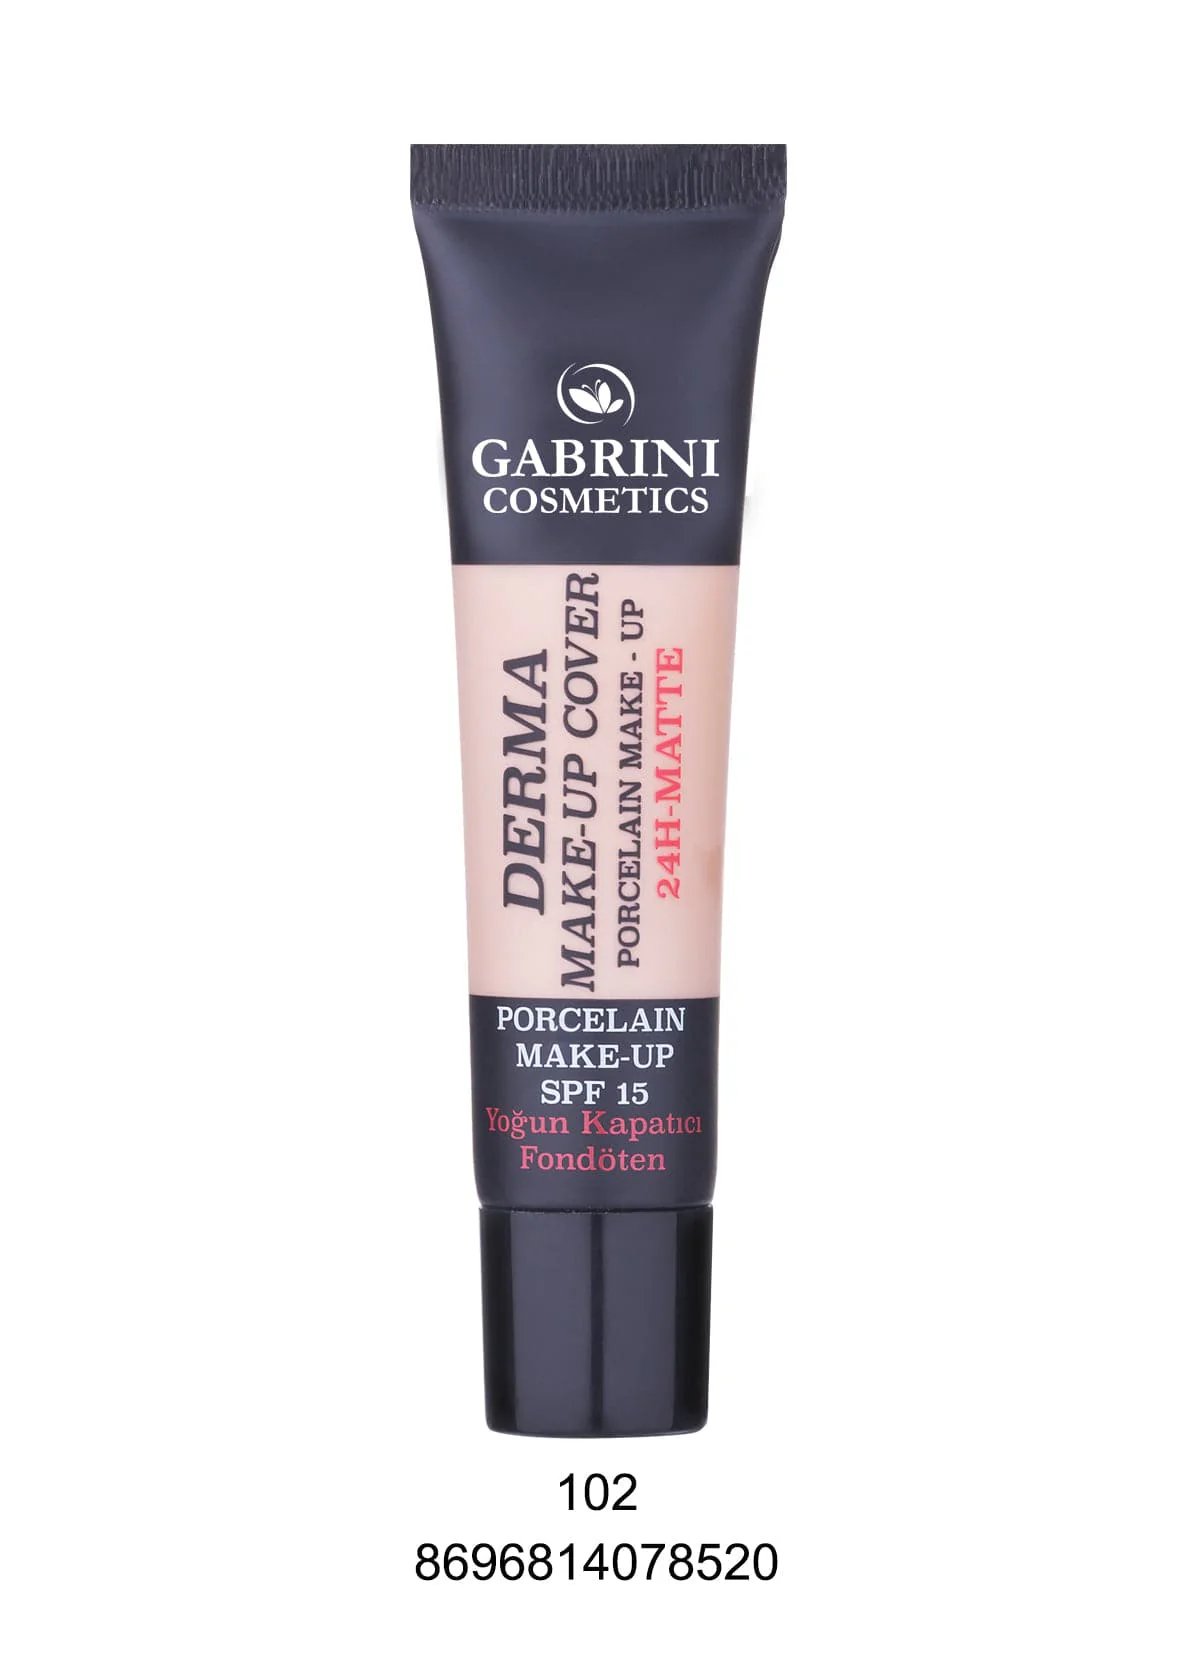 GABRINI
COSMETICS
DERMA
MAKE-UP COVER
PORCELAIN MAKE - UP
24H-MATTE
PORCELAIN
MAKE-UP
SPF 15
Yoğun Kapatıcı
Fondöten
102
8696814078520